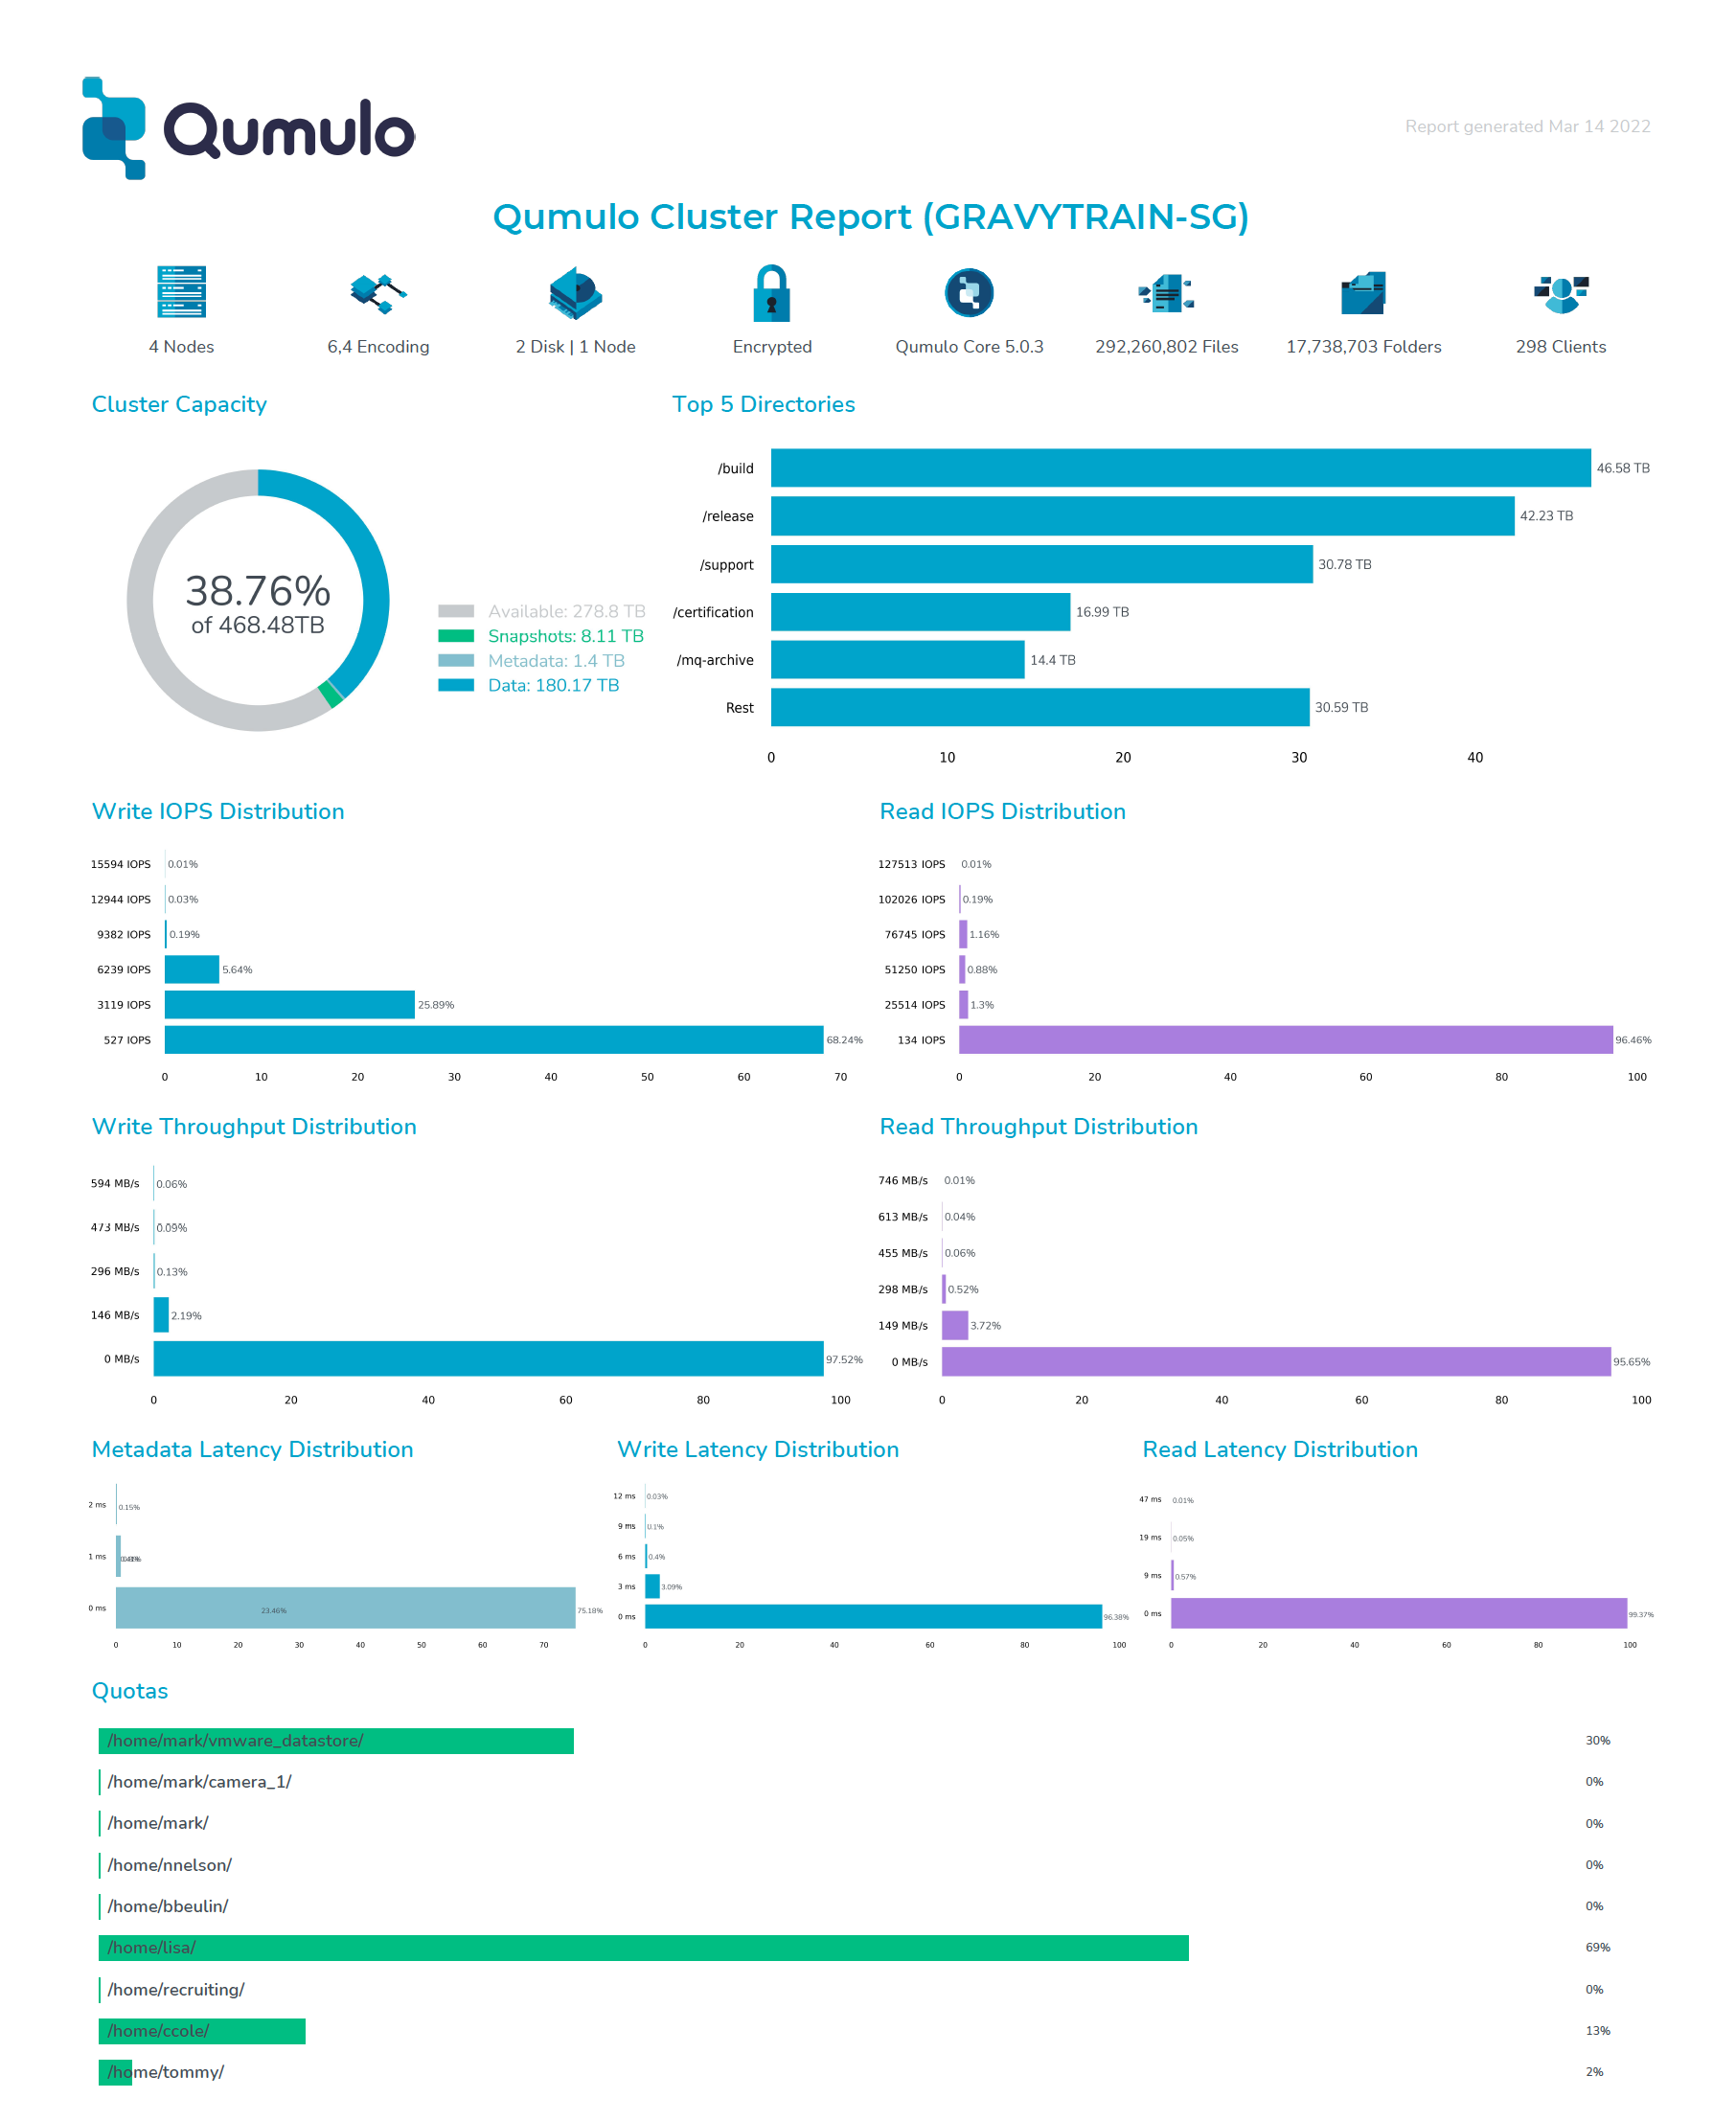 Qumulo
Report generated Mar 14 2022
Qumulo Cluster Report (GRAVYTRAIN-SG)
4 Nodes
6,4 Encoding
2 Disk | 1 Node
Encrypted
Qumulo Core 5.0.3
292,260,802 Files
17,738,703 Folders
298 Clients
Cluster Capacity
38.76%
of 468.48TB
Available: 278.8 TB
Snapshots: 8.11 TB
Metadata: 1.4 TB
Data: 180.17 TB
Top 5 Directories
/build 46.58 TB
/release 42.23 TB
/support 30.78 TB
/certification 16.99 TB
/mq-archive 14.4 TB
Rest 30.59 TB
0 10 20 30 40
Write IOPS Distribution
15594 IOPS 0.01%
12944 IOPS 0.03%
9382 IOPS 0.19%
6239 IOPS 5.64%
3119 IOPS 25.89%
527 IOPS 68.24%
0 10 20 30 40 50 60 70
Read IOPS Distribution
127513 IOPS 0.01%
102026 IOPS 0.19%
76745 IOPS 1.16%
51250 IOPS 0.88%
25514 IOPS 1.3%
134 IOPS 96.46%
0 20 40 60 80 100
Write Throughput Distribution
594 MB/s 0.06%
473 MB/s 0.09%
296 MB/s 0.13%
146 MB/s 2.19%
0 MB/s 97.52%
0 20 40 60 80 100
Read Throughput Distribution
746 MB/s 0.01%
613 MB/s 0.04%
455 MB/s 0.06%
298 MB/s 0.52%
149 MB/s 3.72%
0 MB/s 95.65%
0 20 40 60 80 100
Metadata Latency Distribution
2 ms 0.15%
1 ms
0 ms 23.46% 75.18%
0 10 20 30 40 50 60 70
Write Latency Distribution
12 ms 0.03%
9 ms 0.1%
6 ms 0.4%
3 ms 3.09%
0 ms 96.38%
0 20 40 60 80 100
Read Latency Distribution
47 ms 0.01%
19 ms 0.05%
9 ms 0.57%
0 ms 99.37%
0 20 40 60 80 100
Quotas
/home/mark/vmware_datastore/ 30%
/home/mark/camera_1/ 0%
/home/mark/ 0%
/home/nnelson/ 0%
/home/bbeulin/ 0%
/home/lisa/ 69%
/home/recruiting/ 0%
/home/ccole/ 13%
/home/tommy/ 2%